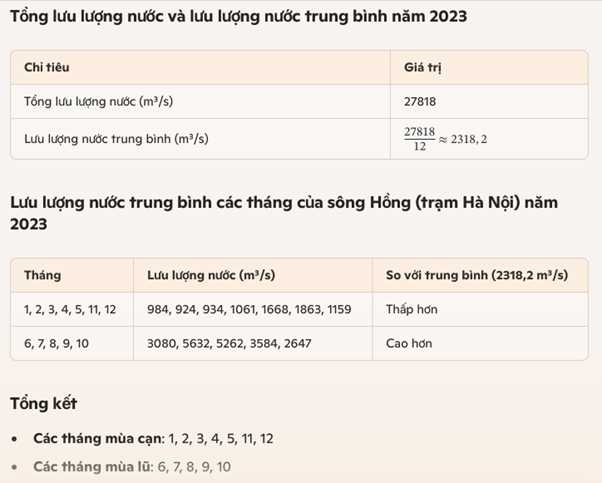 Tổng lưu lượng nước và lưu lượng nước trung bình năm 2023
Chỉ tiêu Giá trị
Tổng lưu lượng nước (m³/s) 27818
Lưu lượng nước trung bình (m³/s) 27818/12 ≈ 2318,2
Lưu lượng nước trung bình các tháng của sông Hồng (trạm Hà Nội) năm
2023
Tháng Lưu lượng nước (m³/s) So với trung bình (2318,2 m³/s)
1, 2, 3, 4, 5, 11, 12 984, 924, 934, 1061, 1668, 1863, 1159 Thấp hơn
6, 7, 8, 9, 10 3080, 5632, 5262, 3584, 2647 Cao hơn
Tổng kết
• Các tháng mùa cạn: 1, 2, 3, 4, 5, 11, 12
• Các tháng mùa lũ: 6, 7, 8, 9, 10